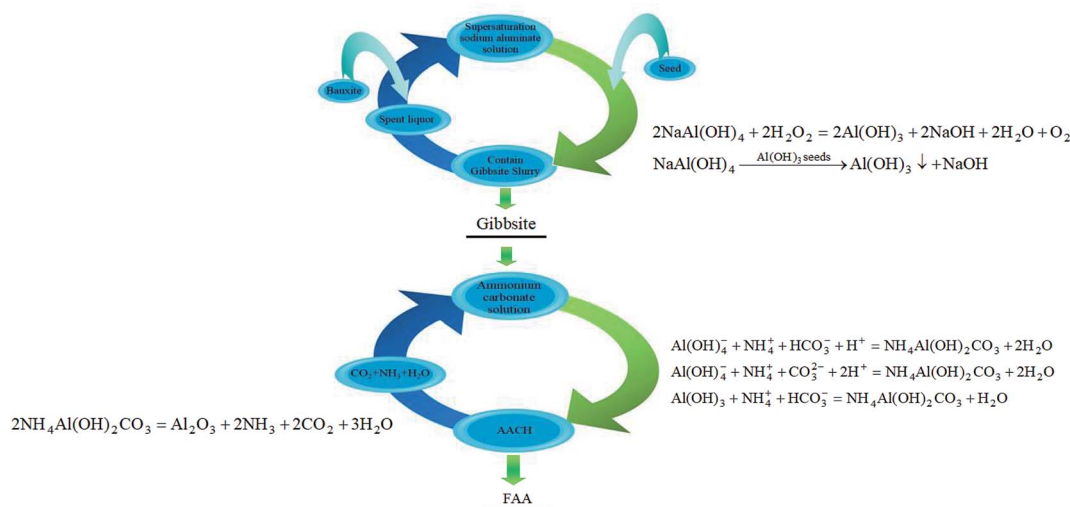 Supersaturation
sodium aluminate
solution
Seed
Bauxite
Spent liquor
Contain
Gibbsite Slurry
2NaAl(OH)₄ + 2H₂O₂ = 2Al(OH)₃ + 2NaOH + 2H₂O + O₂
NaAl(OH)₄ —Al(OH)₃ seeds→ Al(OH)₃ ↓ +NaOH
Gibbsite
Ammonium
carbonate
solution
CO₂+NH₃+H₂O
AACH
Al(OH)₄⁻ + NH₄⁺ + HCO₃⁻ + H⁺ = NH₄Al(OH)₂CO₃ + 2H₂O
Al(OH)₄⁻ + NH₄⁺ + CO₃²⁻ + 2H⁺ = NH₄Al(OH)₂CO₃ + 2H₂O
Al(OH)₃ + NH₄⁺ + HCO₃⁻ = NH₄Al(OH)₂CO₃ + H₂O
2NH₄Al(OH)₂CO₃ = Al₂O₃ + 2NH₃ + 2CO₂ + 3H₂O
FAA